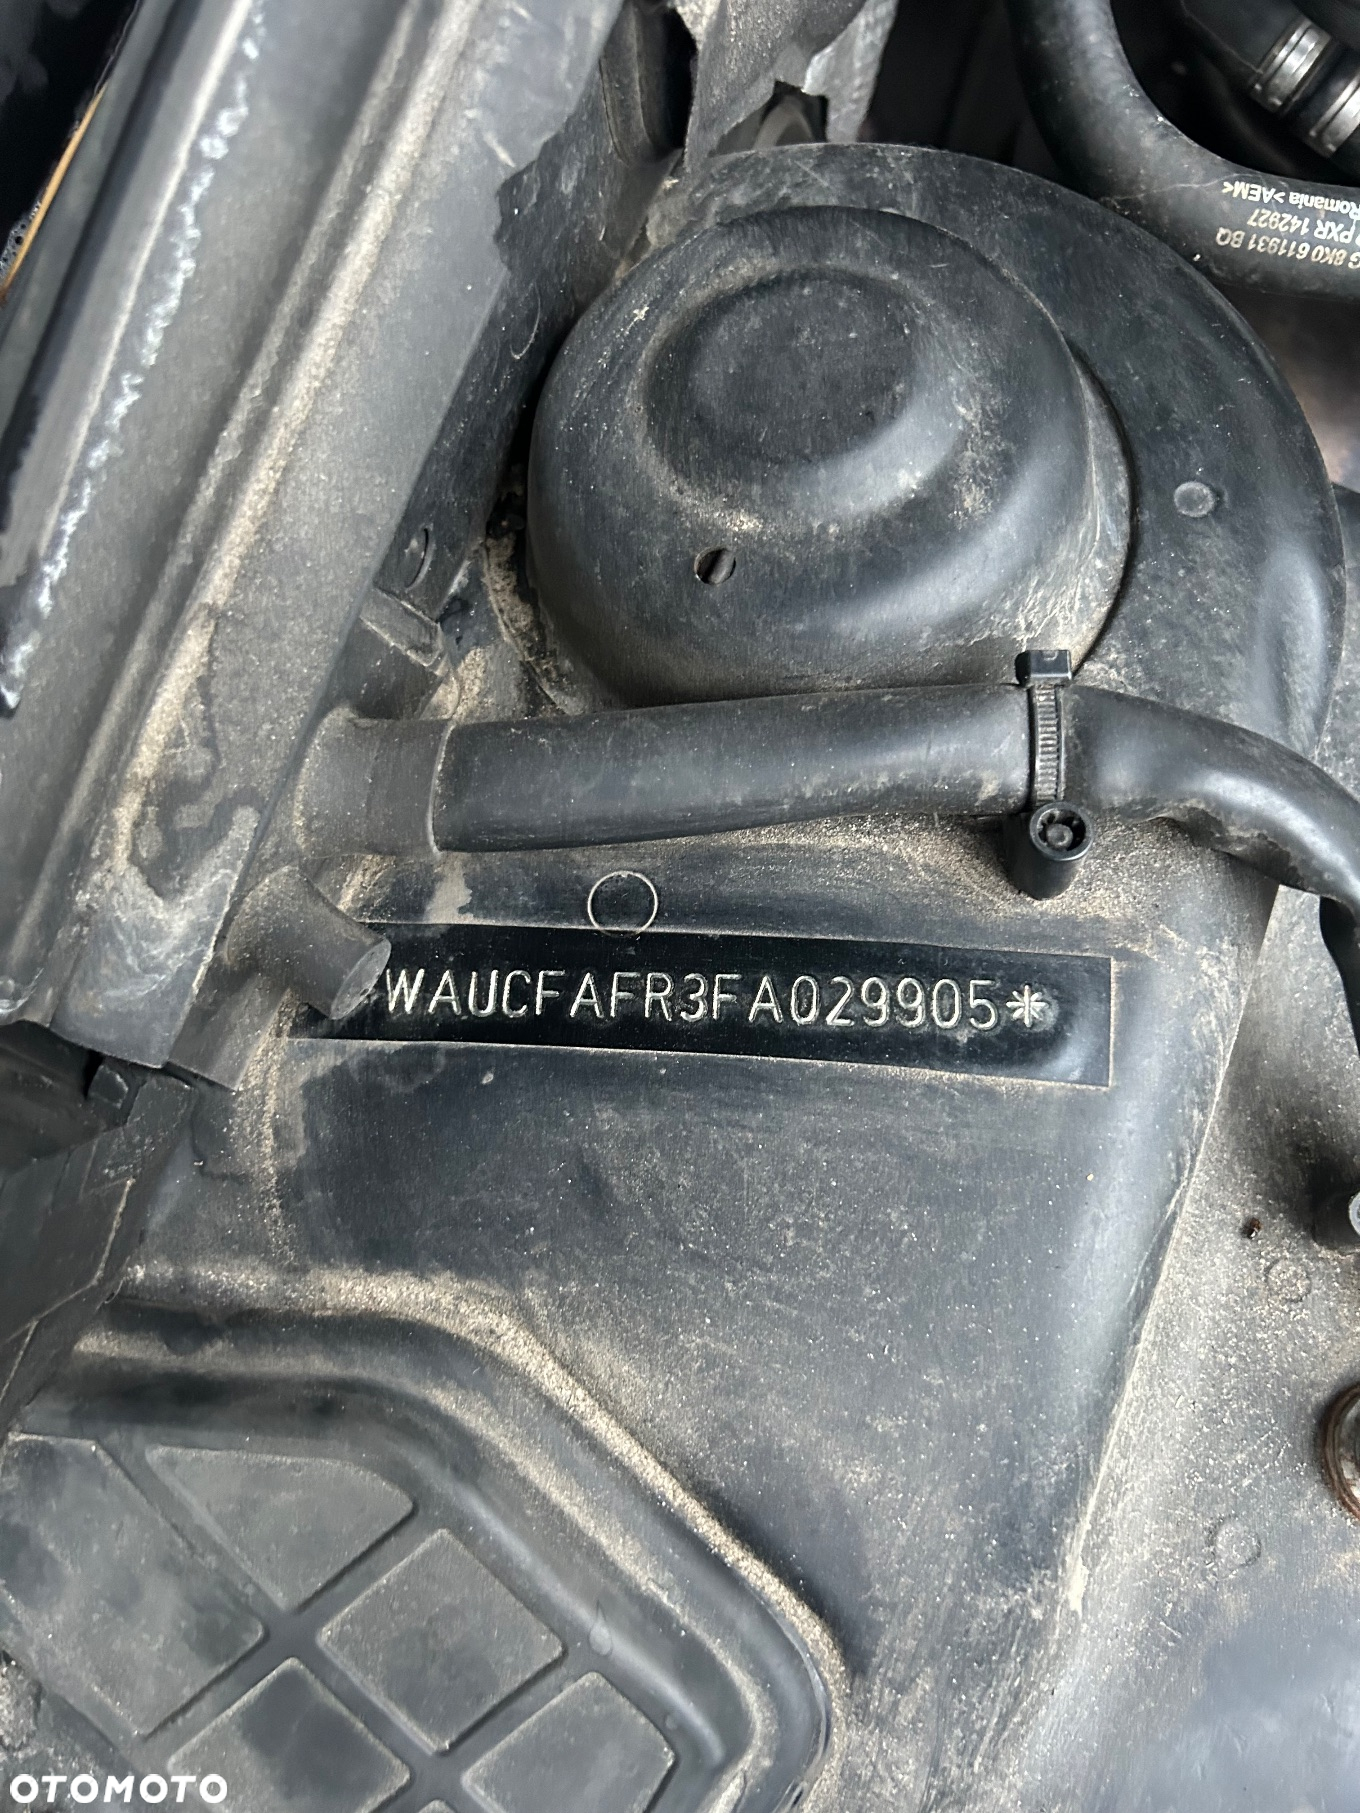 Romania >AEM<
PXR 142927
G 8K0 611931 BQ
WAUCFAFR3FA029905*
OTOMOTO